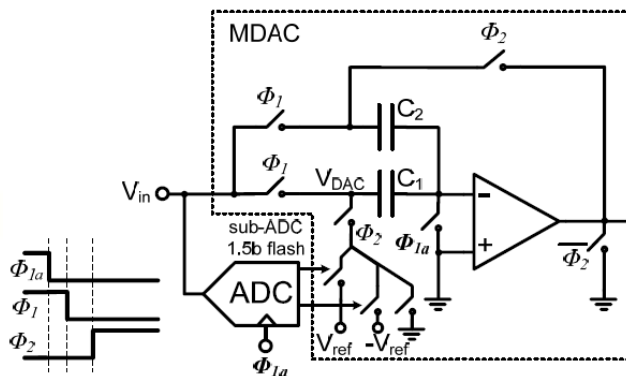 MDAC
Φ2
Φ1
C2
Φ1
VDAC
C1
Vin
sub-ADC
1,5b flash
Φ2
Φ1a
−
+
Φ2
ADC
Φ1a
Φ1
Φ2
Vref
-Vref
Φ1a